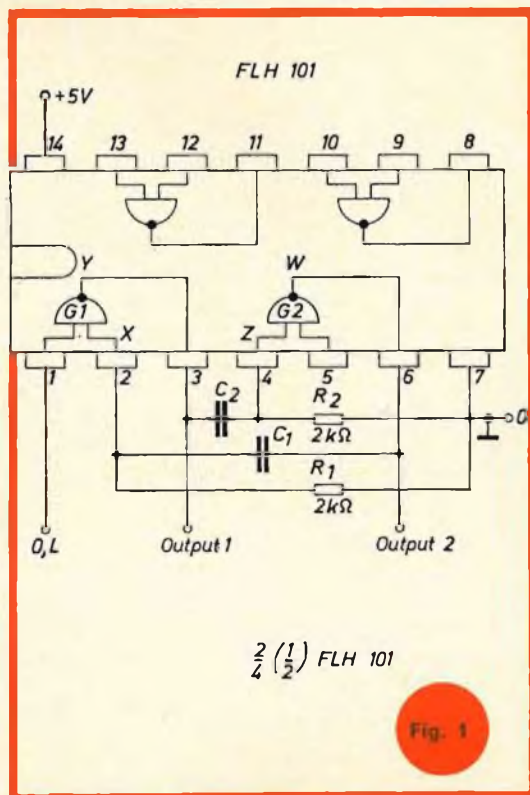 FLH 101
+5V
14 13 12 11 10 9 8
Y W
G1 G2
X Z
1 2 3 4 5 6 7
C2 R2
2kΩ 0
C1
R1
2kΩ
0,L Output 1 Output 2
2/4 (1/2) FLH 101
Fig. 1